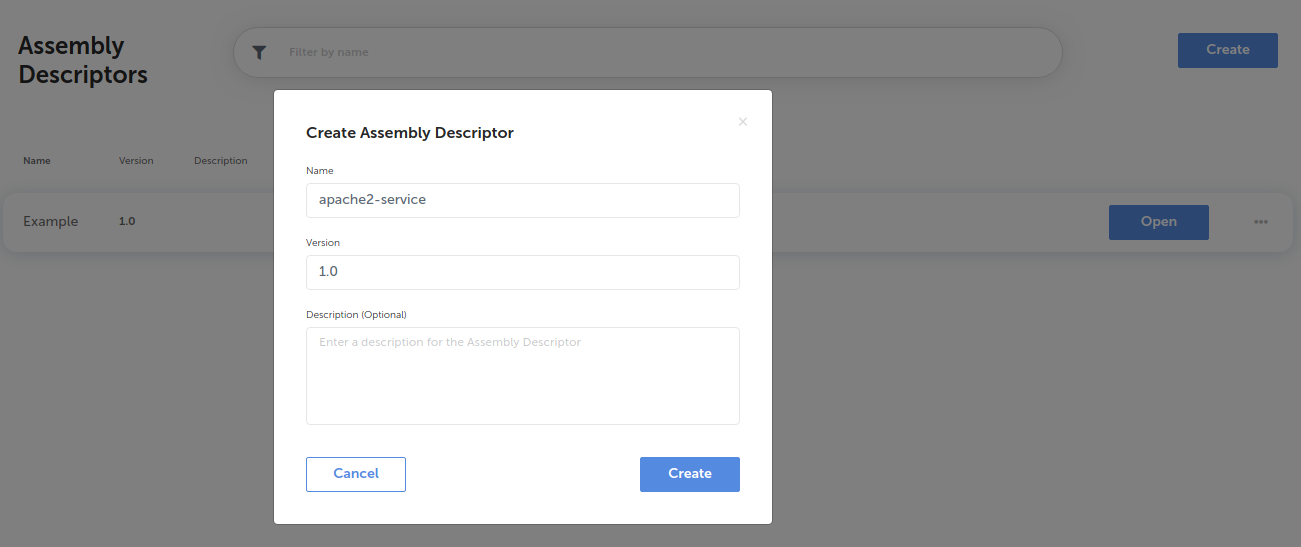 Assembly
Descriptors
Filter by name
Create
Name Version Description
Example 1.0 Open
Create Assembly Descriptor
Name
apache2-service
Version
1.0
Description (Optional)
Enter a description for the Assembly Descriptor
Cancel Create